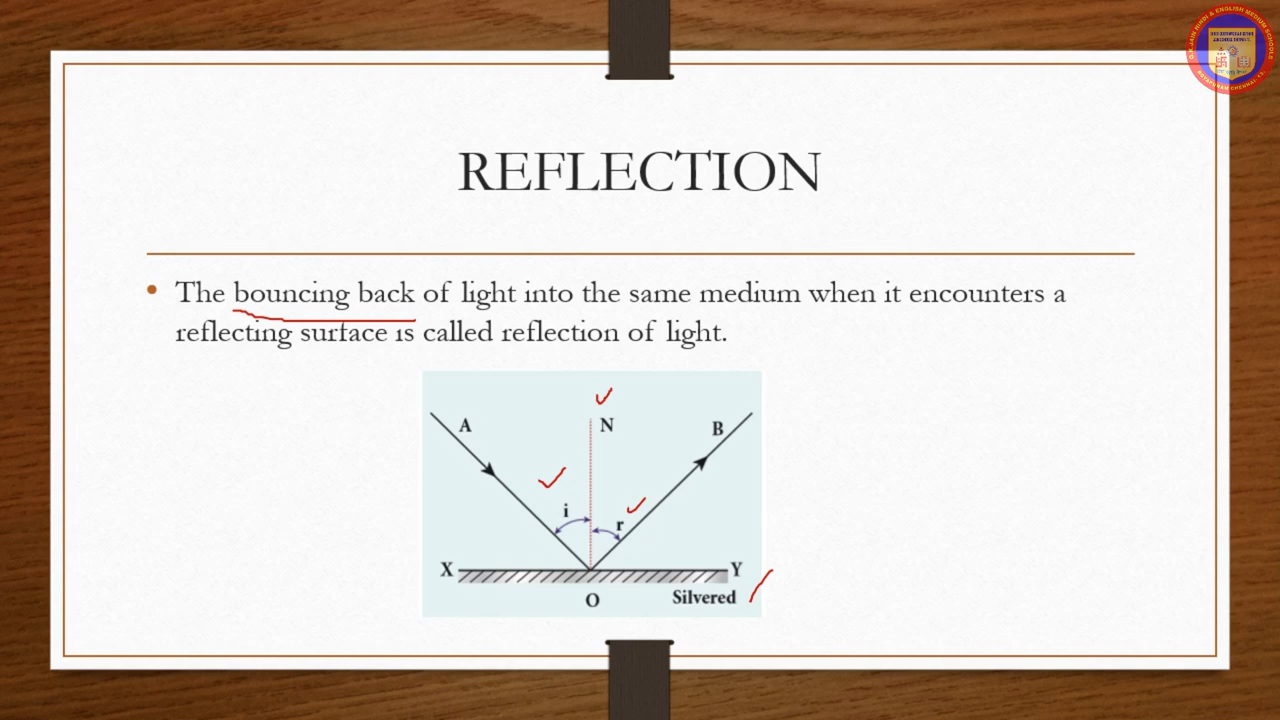 REFLECTION
• The bouncing back of light into the same medium when it encounters a
reflecting surface is called reflection of light.
A
N
B
i
r
X
Y
O
Silvered